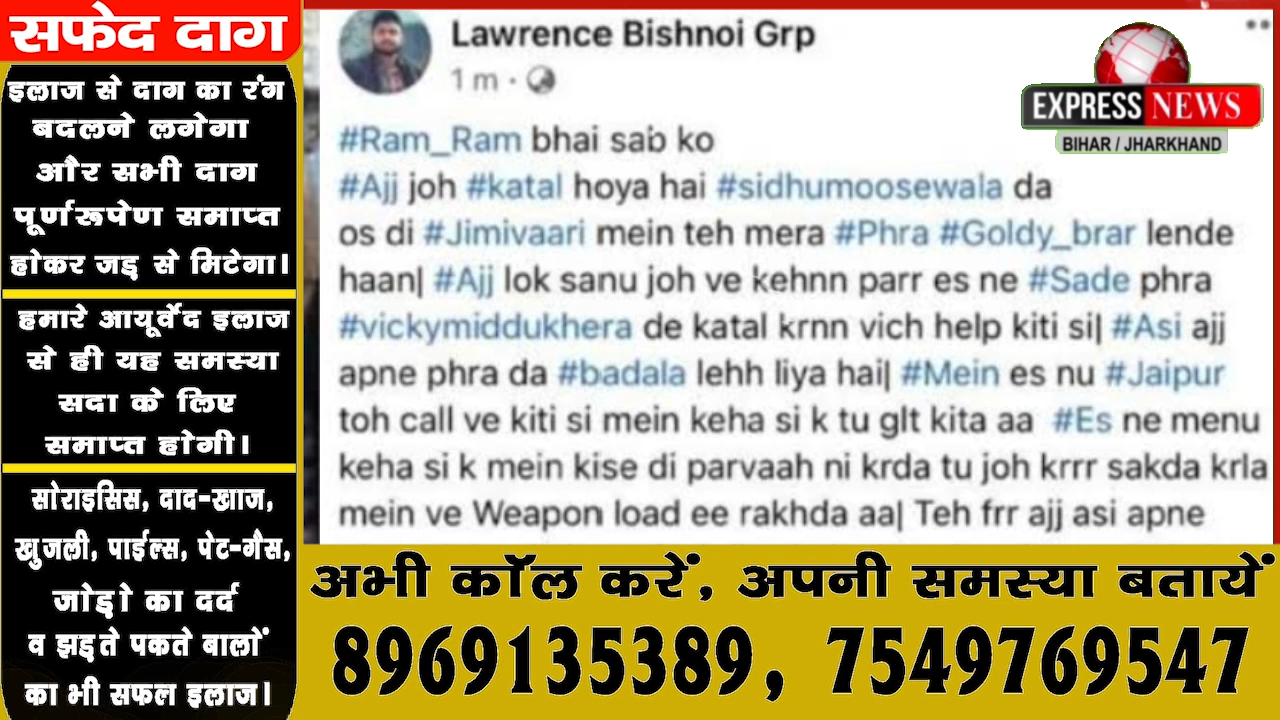 सफेद दाग
इलाज से दाग का रंग
बदलने लगेगा
और सभी दाग
पूर्णरूपेण समाप्त
होकर जड़ से मिटेगा।
हमारे आयूर्वेद इलाज
से ही यह समस्या
सदा के लिए
समाप्त होगी।
सोराइसिस, दाद-खाज,
खुजली, पाईल्स, पेट-गैस,
जोड़ो का दर्द
व झड़ते पकते बालों
का भी सफल इलाज।
Lawrence Bishnoi Grp
1 m ·
EXPRESS NEWS
BIHAR / JHARKHAND
#Ram_Ram bhai sab ko
#Ajj joh #katal hoya hai #sidhumoosewala da
os di #Jimivaari mein teh mera #Phra #Goldy_brar lende
haan| #Ajj lok sanu joh ve kehnn parr es ne #Sade phra
#vickymiddukhera de katal krnn vich help kiti si| #Asi ajj
apne phra da #badala lehh liya hai| #Mein es nu #Jaipur
toh call ve kiti si mein keha si k tu glt kita aa #Es ne menu
keha si k mein kise di parvaah ni krda tu joh krrr sakda krla
mein ve Weapon load ee rakhda aa| Teh frr ajj asi apne
अभी कॉल करें, अपनी समस्या बतायें
8969135389, 7549769547